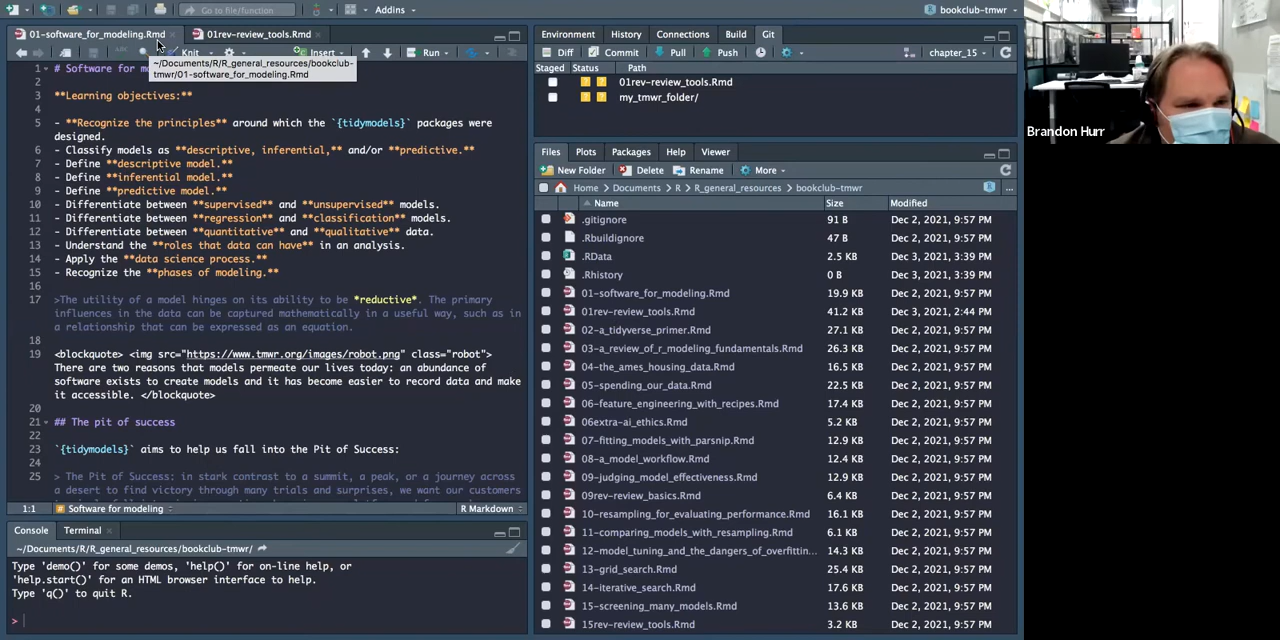 Go to file/function
Addins
bookclub-tmwr
01-software_for_modeling.Rmd
01rev-review_tools.Rmd
Knit
Insert
Run
~/Documents/R/R_general_resources/bookclub-
tmwr/01-software_for_modeling.Rmd
1 # Software for m
2
3 **Learning objectives:**
4
5 - **Recognize the principles** around which the `{tidymodels}` packages were
designed.
6 - Classify models as **descriptive, inferential,** and/or **predictive.**
7 - Define **descriptive model.**
8 - Define **inferential model.**
9 - Define **predictive model.**
10 - Differentiate between **supervised** and **unsupervised** models.
11 - Differentiate between **regression** and **classification** models.
12 - Differentiate between **quantitative** and **qualitative** data.
13 - Understand the **roles that data can have** in an analysis.
14 - Apply the **data science process.**
15 - Recognize the **phases of modeling.**
16
17 >The utility of a model hinges on its ability to be *reductive*. The primary
influences in the data can be captured mathematically in a useful way, such as in
a relationship that can be expressed as an equation.
18
19 <blockquote> <img src="https://www.tmwr.org/images/robot.png" class="robot">
There are two reasons that models permeate our lives today: an abundance of
software exists to create models and it has become easier to record data and make
it accessible. </blockquote>
20
21 ## The pit of success
22
23 `{tidymodels}` aims to help us fall into the Pit of Success:
24
25 > The Pit of Success: in stark contrast to a summit, a peak, or a journey across
a desert to find victory through many trials and surprises, we want our customers
1:1 Software for modeling R Markdown
Console Terminal
~/Documents/R/R_general_resources/bookclub-tmwr/
Type 'demo()' for some demos, 'help()' for on-line help, or
'help.start()' for an HTML browser interface to help.
Type 'q()' to quit R.
>
Environment History Connections Build Git
Diff Commit Pull Push chapter_15
Staged Status Path
01rev-review_tools.Rmd
my_tmwr_folder/
Files Plots Packages Help Viewer
New Folder Delete Rename More
Home > Documents > R > R_general_resources > bookclub-tmwr
Name Size Modified
.gitignore 91 B Dec 2, 2021, 9:57 PM
.Rbuildignore 47 B Dec 2, 2021, 9:57 PM
.RData 2.5 KB Dec 3, 2021, 3:39 PM
.Rhistory 0 B Dec 3, 2021, 3:39 PM
01-software_for_modeling.Rmd 19.9 KB Dec 2, 2021, 9:57 PM
01rev-review_tools.Rmd 41.2 KB Dec 3, 2021, 2:44 PM
02-a_tidyverse_primer.Rmd 27.1 KB Dec 2, 2021, 9:57 PM
03-a_review_of_r_modeling_fundamentals.Rmd 26.3 KB Dec 2, 2021, 9:57 PM
04-the_ames_housing_data.Rmd 16.5 KB Dec 2, 2021, 9:57 PM
05-spending_our_data.Rmd 22.5 KB Dec 2, 2021, 9:57 PM
06-feature_engineering_with_recipes.Rmd 17.4 KB Dec 2, 2021, 9:57 PM
06extra-ai_ethics.Rmd 5.2 KB Dec 2, 2021, 9:57 PM
07-fitting_models_with_parsnip.Rmd 12.9 KB Dec 2, 2021, 9:57 PM
08-a_model_workflow.Rmd 12.4 KB Dec 2, 2021, 9:57 PM
09-judging_model_effectiveness.Rmd 12.9 KB Dec 2, 2021, 9:57 PM
09rev-review_basics.Rmd 6.4 KB Dec 2, 2021, 9:57 PM
10-resampling_for_evaluating_performance.Rmd 16.1 KB Dec 2, 2021, 9:57 PM
11-comparing_models_with_resampling.Rmd 6.1 KB Dec 2, 2021, 9:57 PM
12-model_tuning_and_the_dangers_of_overfittin... 14.3 KB Dec 2, 2021, 9:57 PM
13-grid_search.Rmd 25.4 KB Dec 2, 2021, 9:57 PM
14-iterative_search.Rmd 17.6 KB Dec 2, 2021, 9:57 PM
15-screening_many_models.Rmd 13.6 KB Dec 2, 2021, 9:57 PM
15rev-review_tools.Rmd 3.2 KB Dec 2, 2021, 9:57 PM
Brandon Hurr